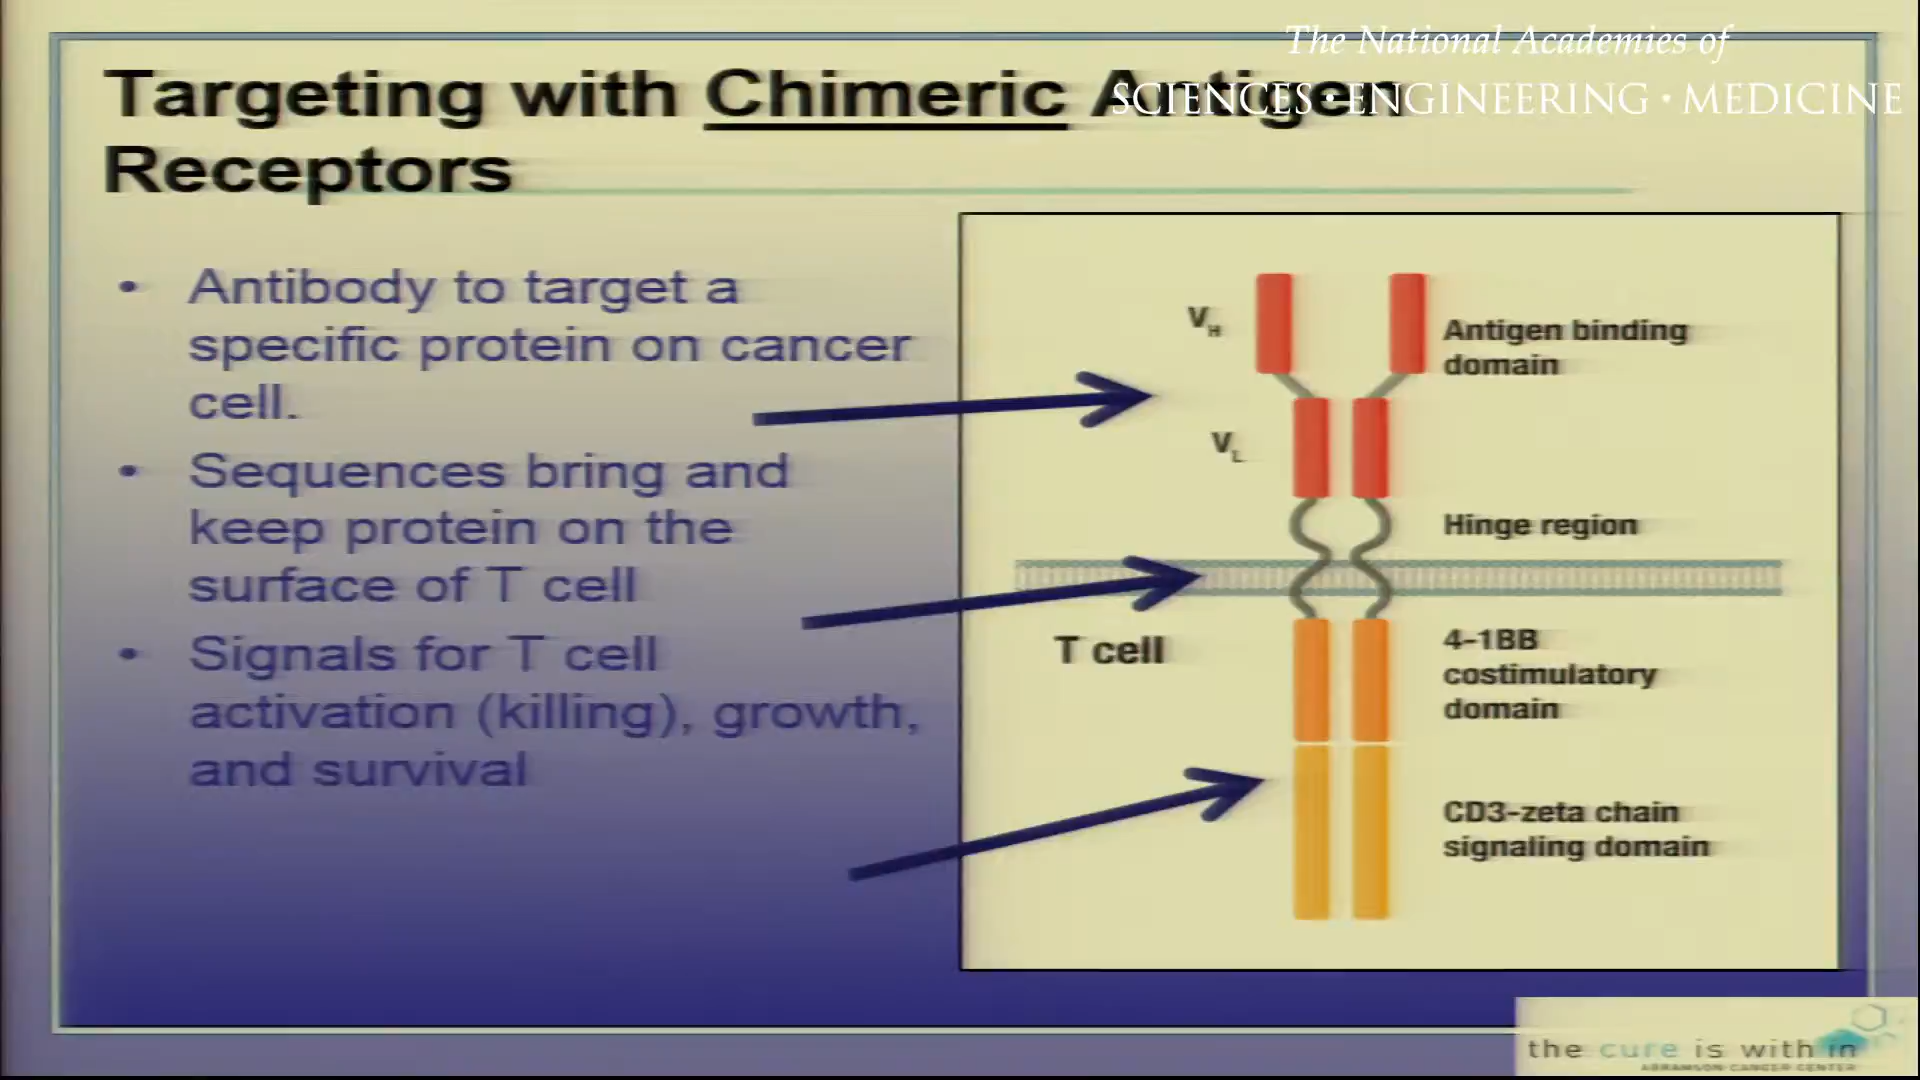 The National Academies of
SCIENCES · ENGINEERING · MEDICINE
Targeting with Chimeric Antigen
Receptors
• Antibody to target a
specific protein on cancer
cell.
• Sequences bring and
keep protein on the
surface of T cell
• Signals for T cell
activation (killing), growth,
and survival
VH
Antigen binding
domain
VL
Hinge region
T cell
4-1BB
costimulatory
domain
CD3-zeta chain
signaling domain
the cure is within
ABRAMSON CANCER CENTER